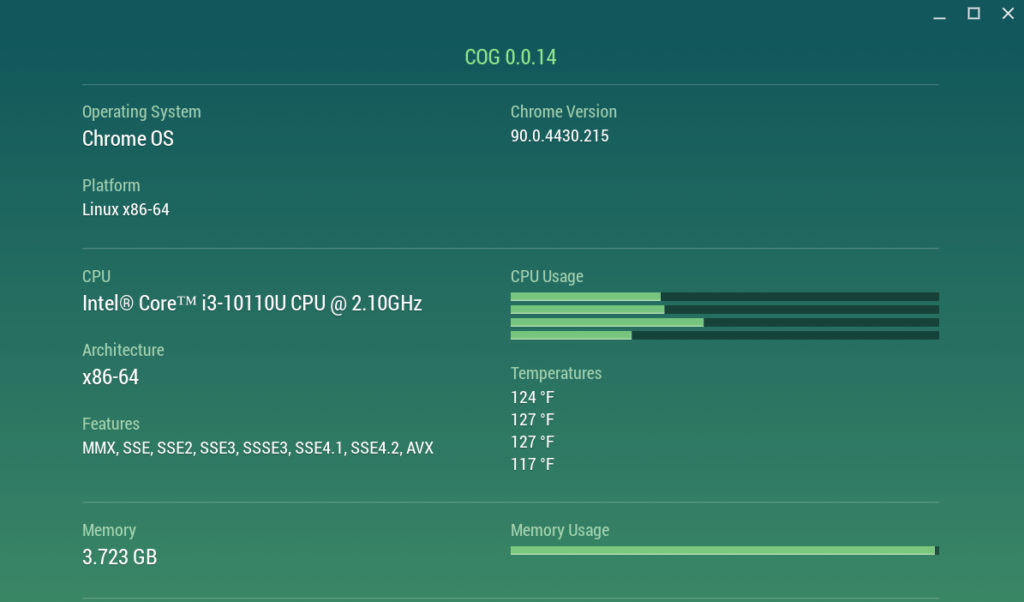 COG 0.0.14
Operating System
Chrome OS
Chrome Version
90.0.4430.215
Platform
Linux x86-64
CPU
Intel® Core™ i3-10110U CPU @ 2.10GHz
Architecture
x86-64
Features
MMX, SSE, SSE2, SSE3, SSSE3, SSE4.1, SSE4.2, AVX
CPU Usage
Temperatures
124 °F
127 °F
127 °F
117 °F
Memory
3.723 GB
Memory Usage